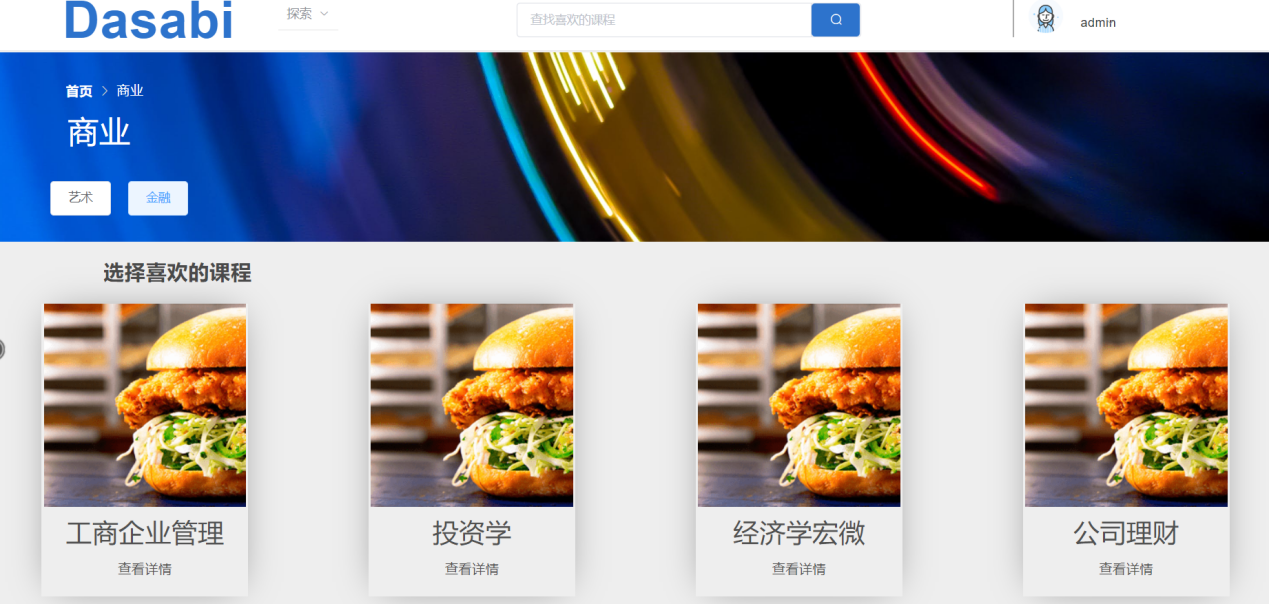 Dasabi
探索
查找喜欢的课程
admin
首页 > 商业
商业
艺术
金融
选择喜欢的课程
工商企业管理
查看详情
投资学
查看详情
经济学宏微
查看详情
公司理财
查看详情